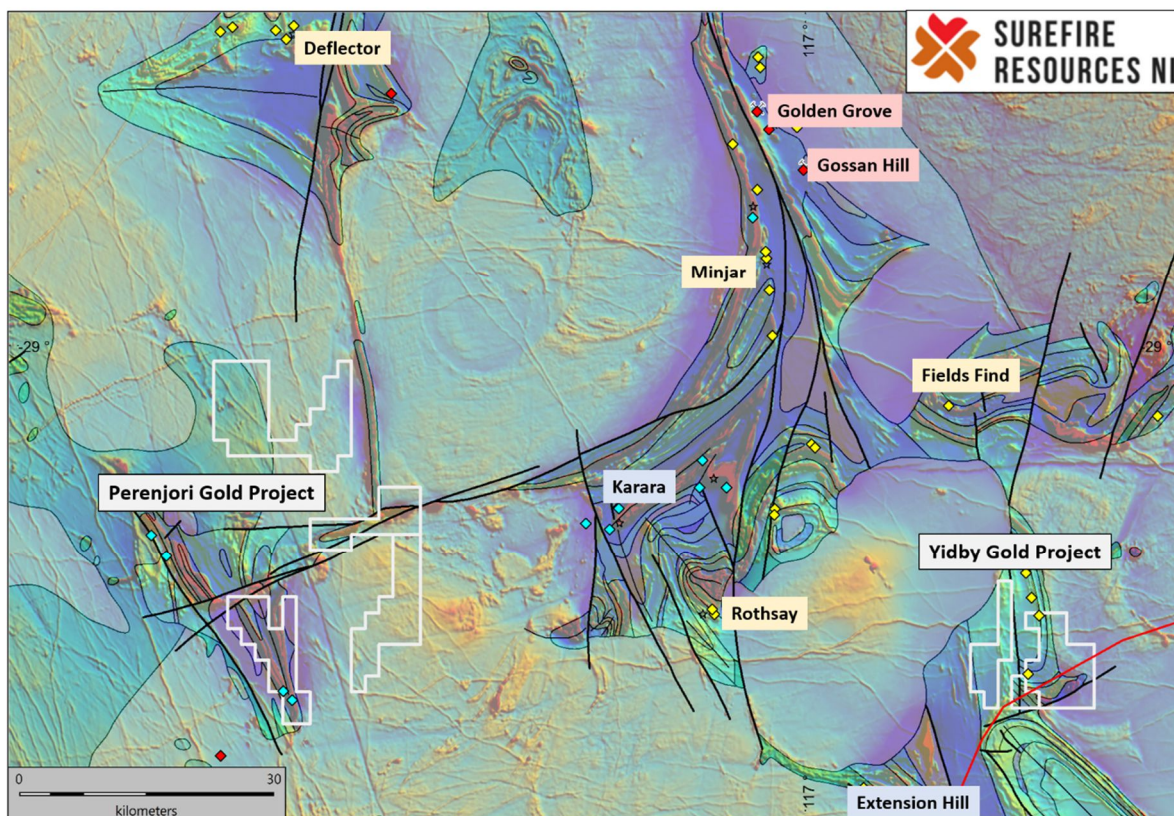 Deflector
117 °
SUREFIRE
RESOURCES N
Golden Grove
Gossan Hill
Minjar
-29 °
-29 °
Fields Find
Karara
Perenjori Gold Project
Yidby Gold Project
Rothsay
0
30
kilometers
117 °
Extension Hill